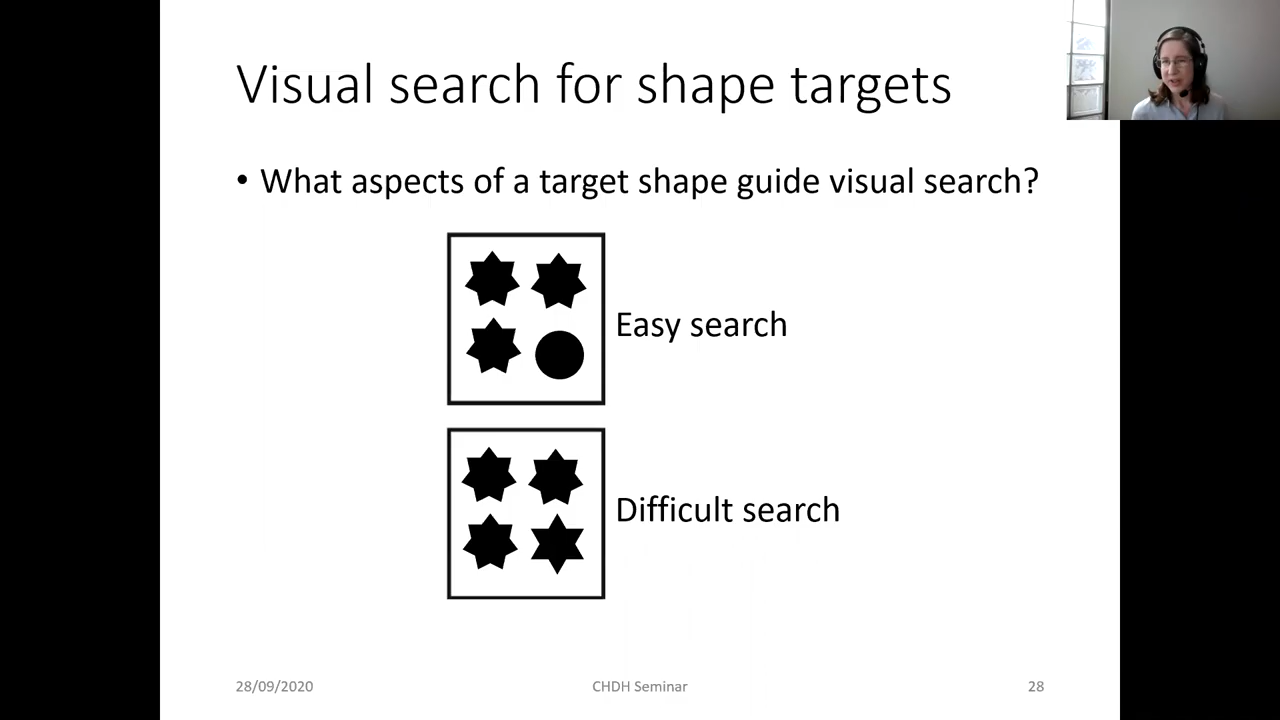 Visual search for shape targets
• What aspects of a target shape guide visual search?
Easy search
Difficult search
28/09/2020
CHDH Seminar
28